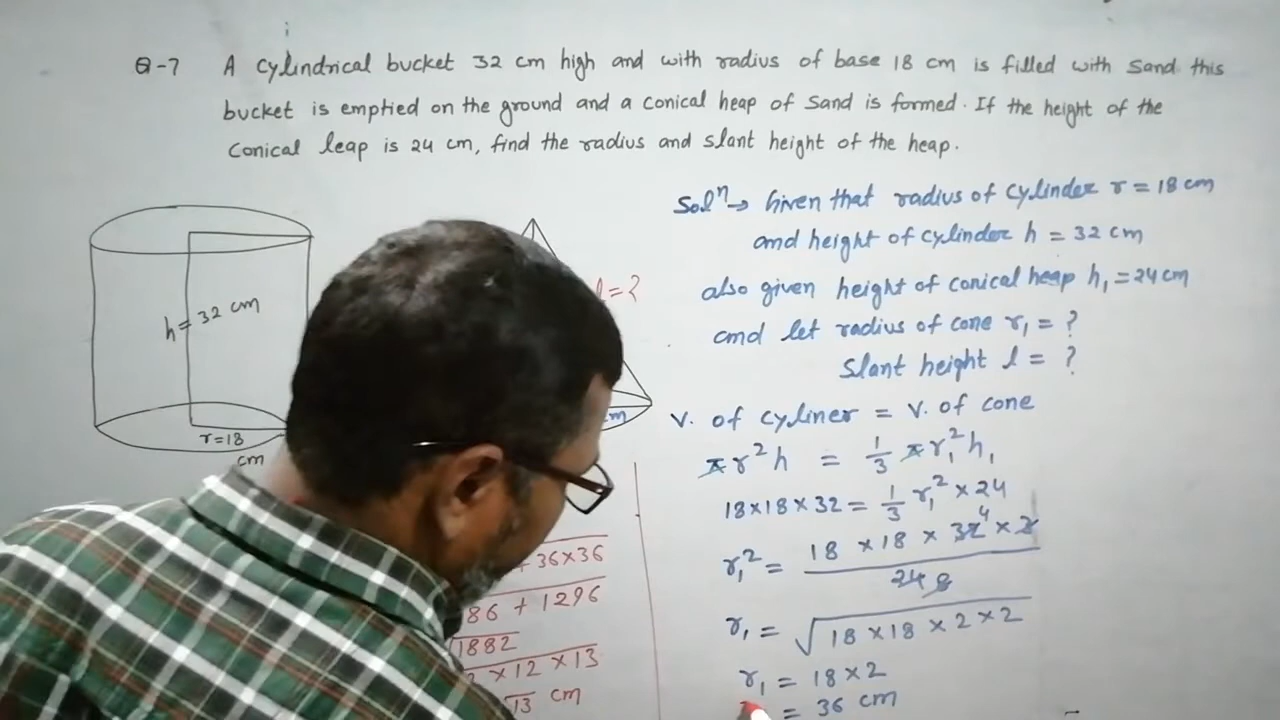 Q-7 A cylindrical bucket 32 cm high and with radius of base 18 cm is filled with sand. this
bucket is emptied on the ground and a conical heap of sand is formed. If the height of the
conical leap is 24 cm, find the radius and slant height of the heap.
Solⁿ → Given that radius of cylinder r = 18 cm
and height of cylinder h = 32 cm
also given height of conical heap h₁ = 24 cm
and let radius of cone r₁ = ?
Slant height l = ?
V. of cyliner = V. of cone
πr²h = 1/3 πr₁²h₁
18×18×32 = 1/3 r₁² × 24
r₁² = 18 × 18 × 32 4 × 3 / 24 8
r₁ = √18 × 18 × 2 × 2
r₁ = 18 × 2
= 36 cm
h = 32 cm
r = 18
cm
l = ?
cm
+ 36×36
+ 1296
1882
× 12 × 13
√13 cm